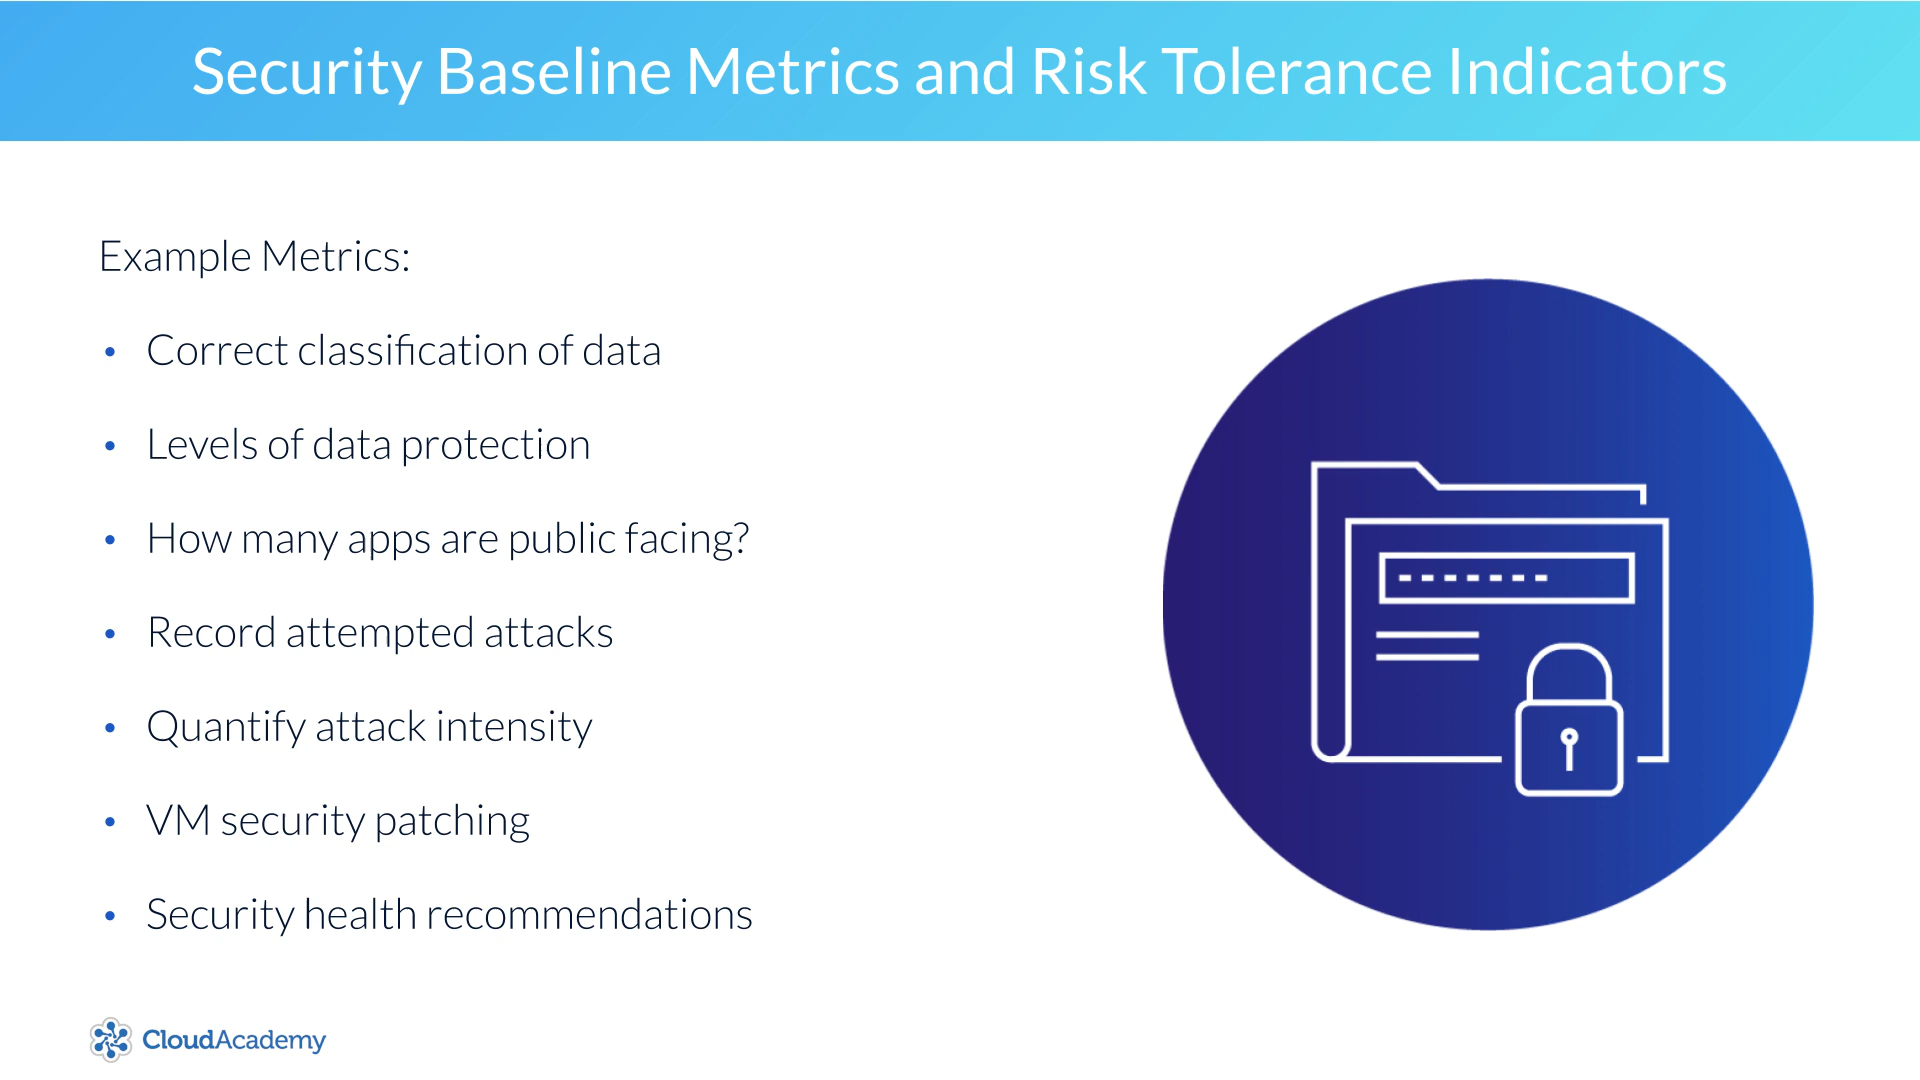 Security Baseline Metrics and Risk Tolerance Indicators
Example Metrics:
• Correct classification of data
• Levels of data protection
• How many apps are public facing?
• Record attempted attacks
• Quantify attack intensity
• VM security patching
• Security health recommendations
CloudAcademy